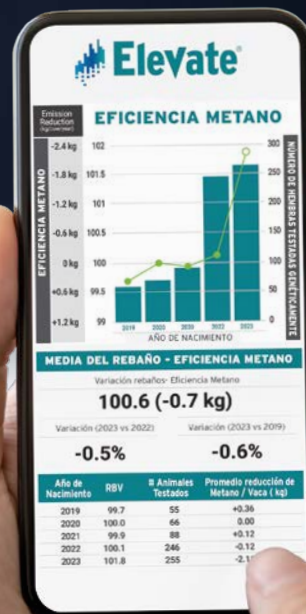 Elevate
Emission
Reduction
(kg/cow/year)
EFICIENCIA METANO
-2.4 kg
-1.8 kg
-1.2 kg
-0.6 kg
0 kg
+0.6 kg
+1.2 kg
EFICIENCIA METANO
102
101.5
101
100.5
100
99.5
99
300
250
200
150
100
50
0
NÚMERO DE HEMBRAS TESTADAS GENÉTICAMENTE
2019 2020 2020 2022 2023
AÑO DE NACIMIENTO
MEDIA DEL REBAÑO - EFICIENCIA METANO
Variación rebaños- Eficiencia Metano
100.6 (-0.7 kg)
Variación (2023 vs 2022) Variación (2023 vs 2019)
-0.5% -0.6%
Año de Nacimiento RBV # Animales Testados Promedio reducción de Metano / Vaca ( kg)
2019 99.7 55 +0.36
2020 100.0 66 0.00
2021 99.9 88 +0.12
2022 100.1 246 -0.12
2023 101.8 255